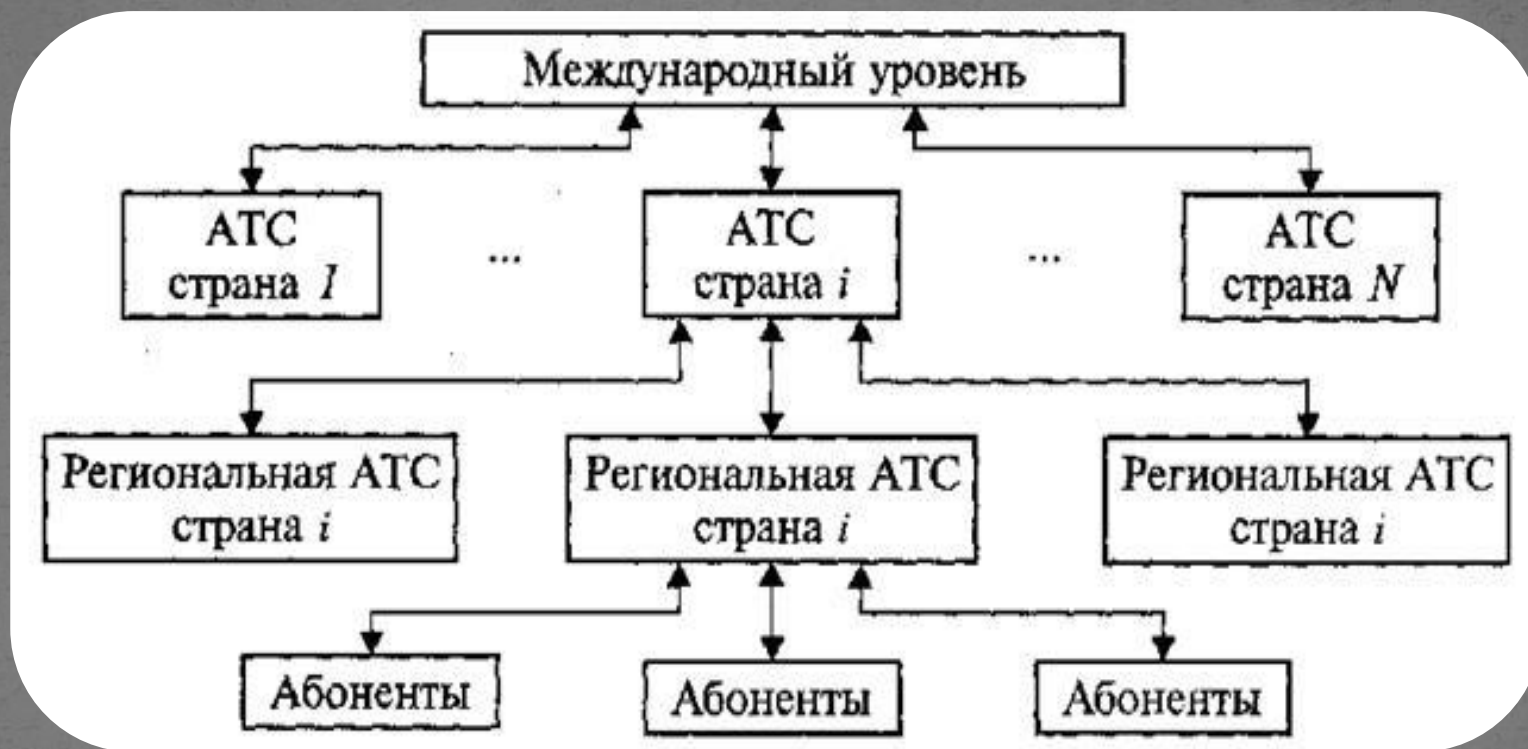 Международный уровень
АТС
страна 1
...
АТС
страна i
...
АТС
страна N
Региональная АТС
страна i
Региональная АТС
страна i
Региональная АТС
страна i
Абоненты
Абоненты
Абоненты